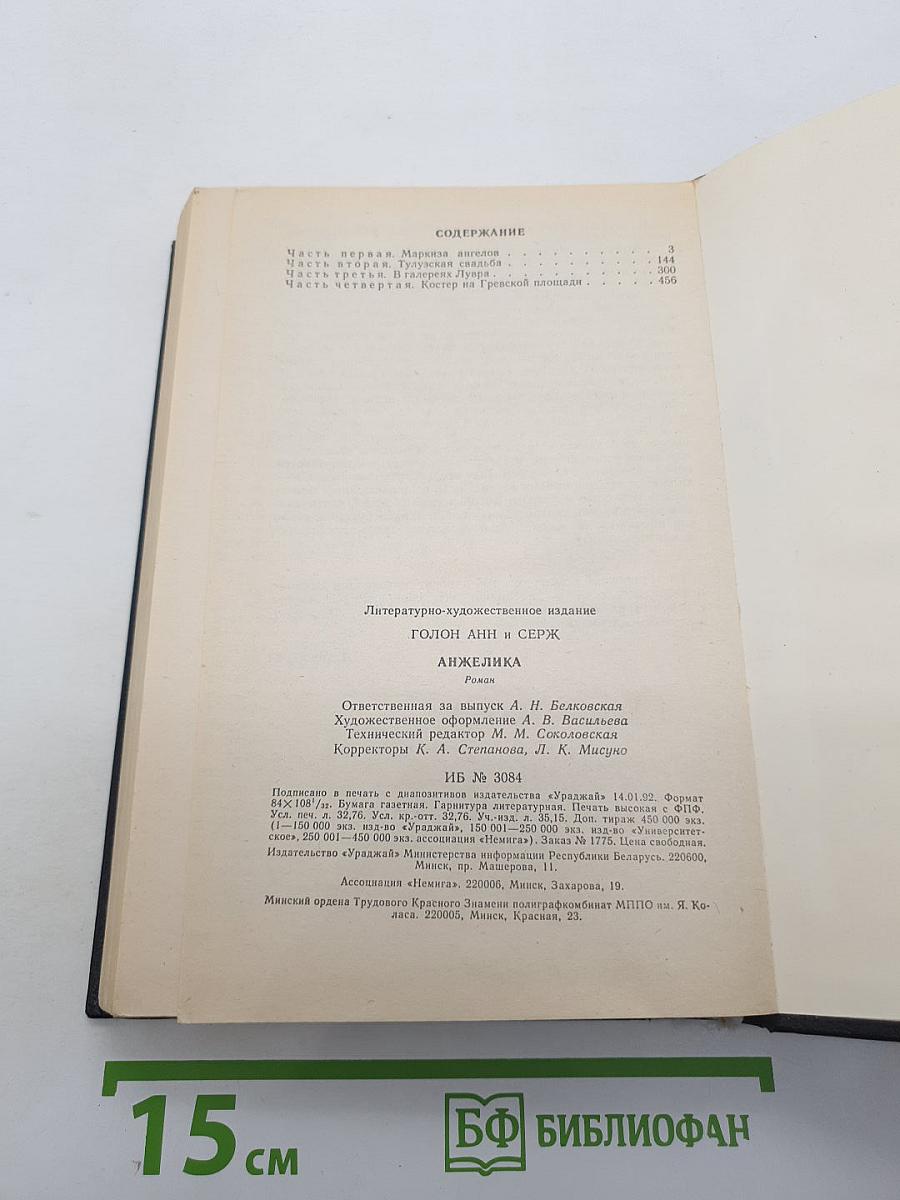 СОДЕРЖАНИЕ
Часть первая. Маркиза ангелов . . . . . . . . . . 3
Часть вторая. Тулузская свадьба . . . . . . . . . . 144
Часть третья. В галереях Лувра . . . . . . . . . . . 300
Часть четвертая. Костер на Гревской площади . . . . . 456
Литературно-художественное издание
ГОЛОН АНН и СЕРЖ
АНЖЕЛИКА
Роман
Ответственная за выпуск А. Н. Белковская
Художественное оформление А. В. Васильева
Технический редактор М. М. Соколовская
Корректоры К. А. Степанова, Л. К. Мисуно
ИБ № 3084
Подписано в печать с диапозитивов издательства «Ураджай» 14.01.92. Формат
84×108¹/₃₂. Бумага газетная. Гарнитура литературная. Печать высокая с ФПФ.
Усл. печ. л. 32,76. Усл. кр.-отт. 32,76. Уч.-изд. л. 35,15. Доп. тираж 450 000 экз.
(1—150 000 экз. изд-во «Ураджай», 150 001—250 000 экз. изд-во «Университет-
ское», 250 001—450 000 экз. ассоциация «Немига»). Заказ № 1775. Цена свободная.
Издательство «Ураджай» Министерства информации Республики Беларусь. 220600,
Минск, пр. Машерова, 11.
Ассоциация «Немига». 220006, Минск, Захарова, 19.
Минский ордена Трудового Красного Знамени полиграфкомбинат МППО им. Я. Ко-
ласа. 220005, Минск, Красная, 23.
15 см
БФ БИБЛИОФАН